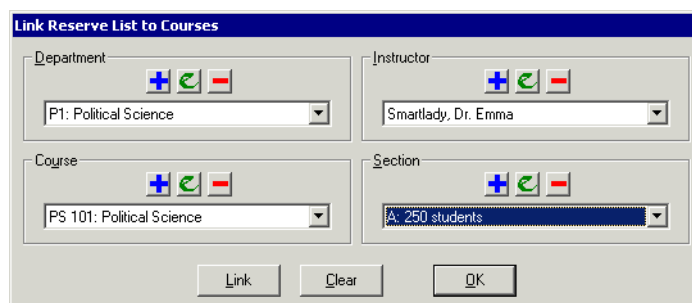 Link Reserve List to Courses
Department
Instructor
P1: Political Science
Smartlady, Dr. Emma
Course
Section
PS 101: Political Science
A: 250 students
Link
Clear
OK